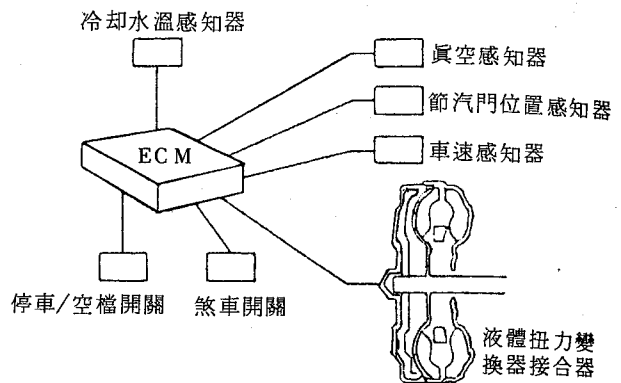 冷却水溫感知器
眞空感知器
節汽門位置感知器
車速感知器
ECM
停車/空檔開關
煞車開關
液體扭力變
換器接合器